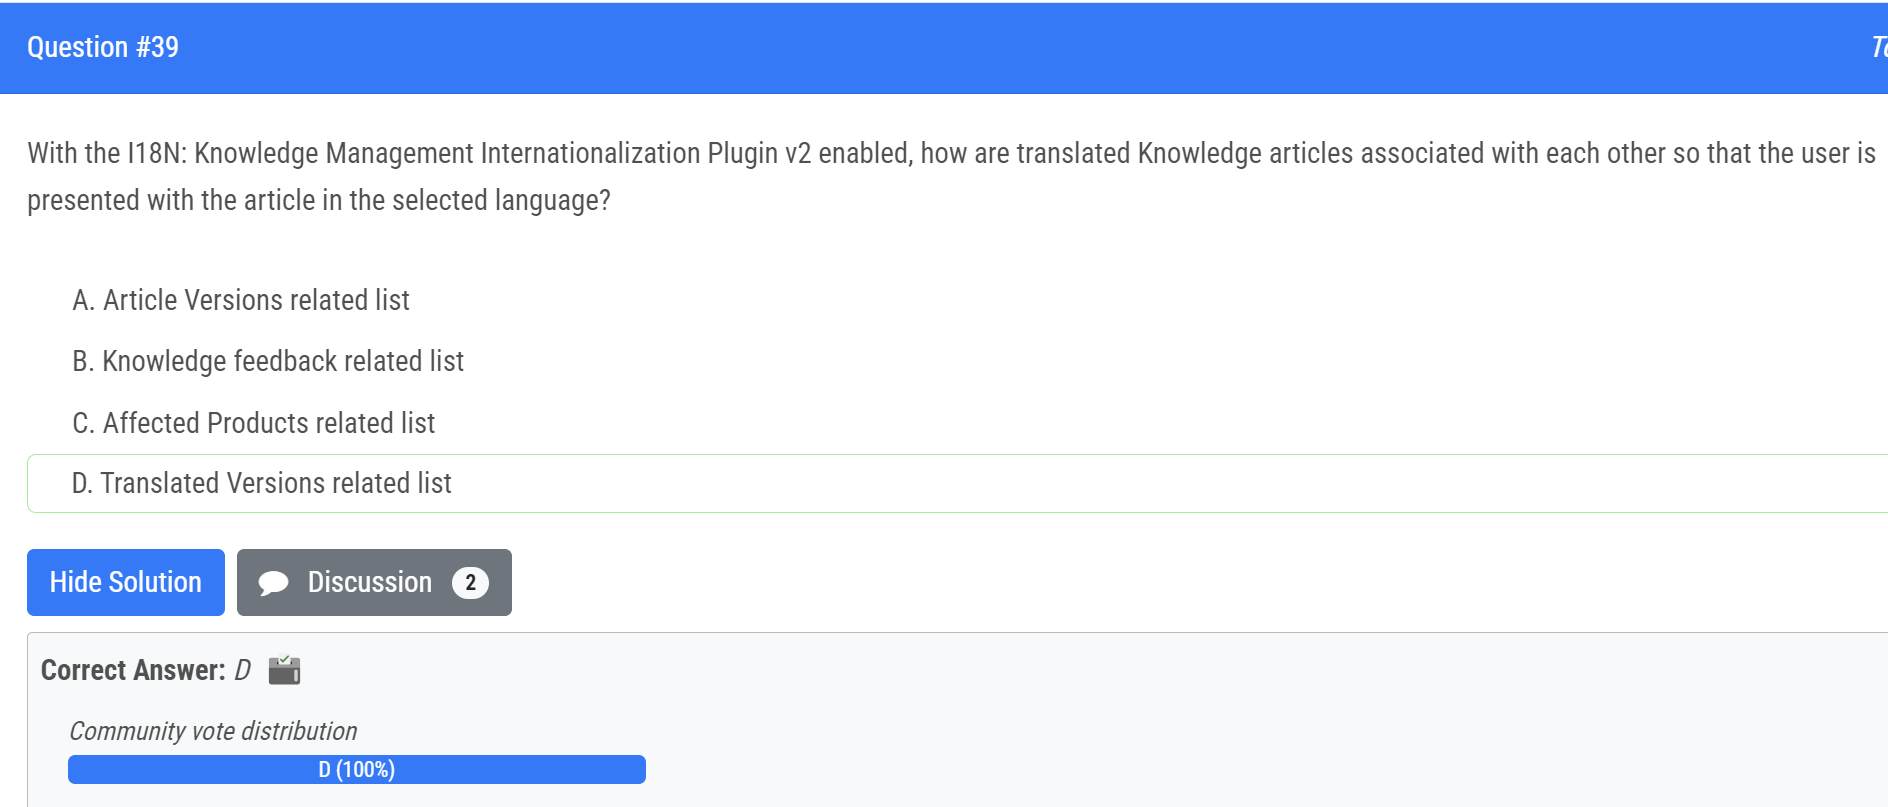 Question #39
With the I18N: Knowledge Management Internationalization Plugin v2 enabled, how are translated Knowledge articles associated with each other so that the user is
presented with the article in the selected language?
A. Article Versions related list
B. Knowledge feedback related list
C. Affected Products related list
D. Translated Versions related list
Hide Solution
Discussion 2
Correct Answer: D
Community vote distribution
D (100%)